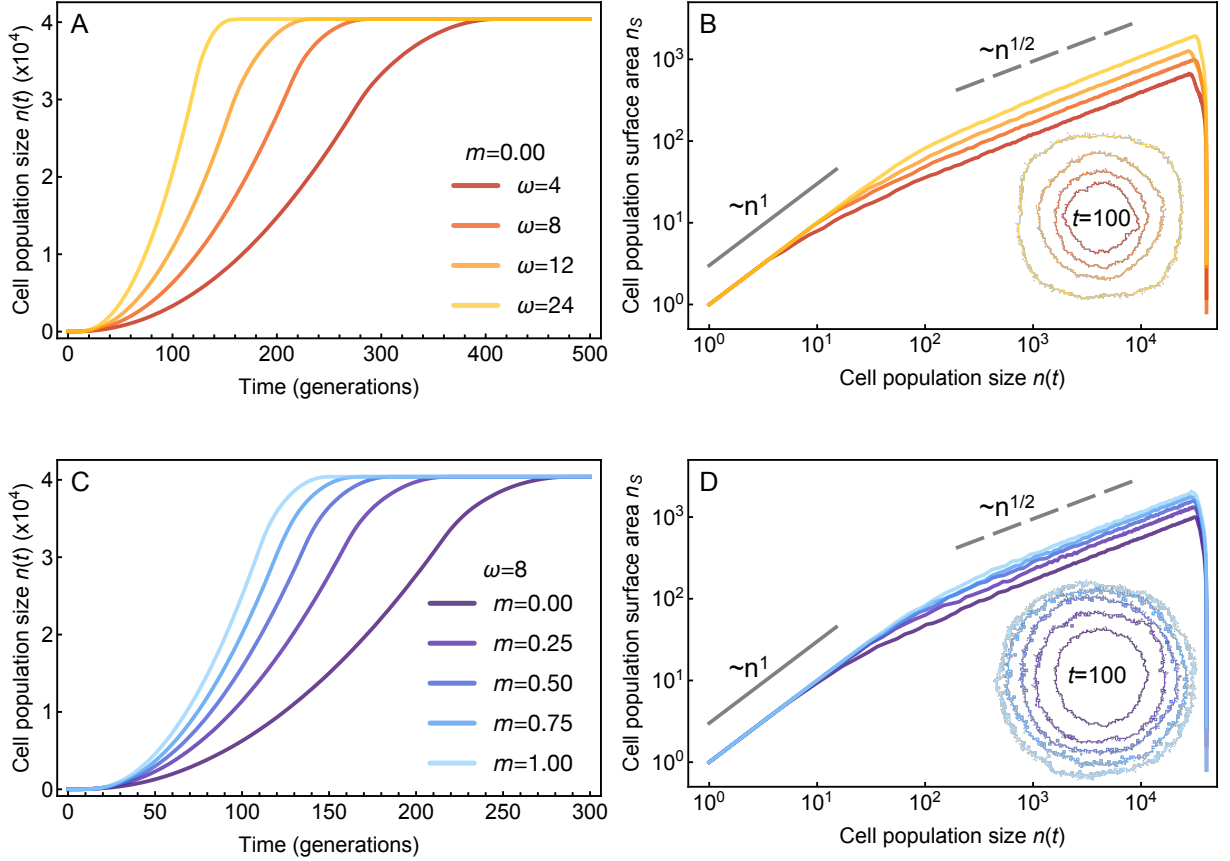 A
Cell population size n(t) (x10⁴)
4
3
2
1
0
m=0.00
ω=4
ω=8
ω=12
ω=24
0 100 200 300 400 500
Time (generations)
B
Cell population surface area nₛ
10³
10²
10¹
10⁰
~n¹
~n^1/2
t=100
10⁰ 10¹ 10² 10³ 10⁴
Cell population size n(t)
C
Cell population size n(t) (x10⁴)
4
3
2
1
0
ω=8
m=0.00
m=0.25
m=0.50
m=0.75
m=1.00
0 50 100 150 200 250 300
Time (generations)
D
Cell population surface area nₛ
10³
10²
10¹
10⁰
~n¹
~n^1/2
t=100
10⁰ 10¹ 10² 10³ 10⁴
Cell population size n(t)